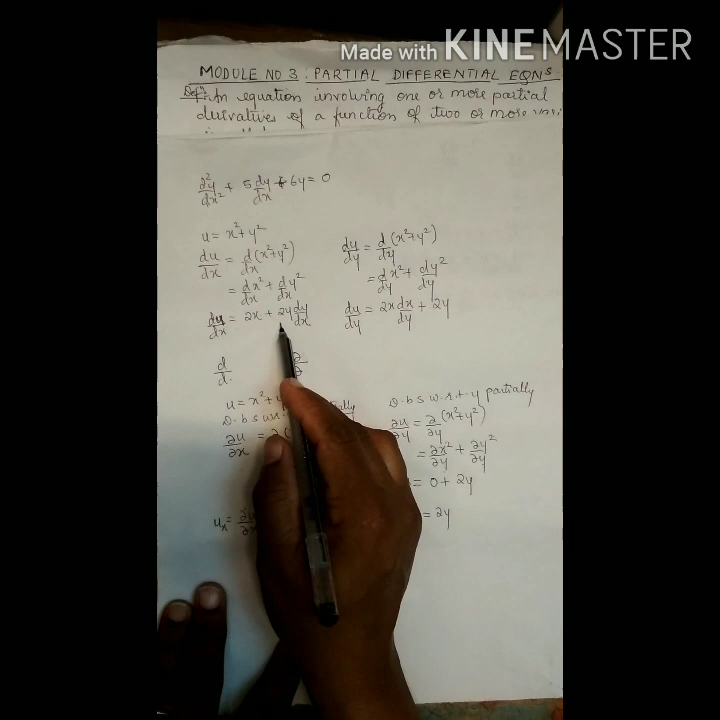 Made with KINEMASTER
MODULE NO 3. PARTIAL DIFFERENTIAL EQNS.
Defn: An equation involving one or more partial
derivatives of a function of two or more
∂²y/dx² + 5 dy/dx + 6y = 0
u = x² + y²
du/dx = d/dx (x²+y²)
= d/dx x² + d/dx y²
du/dx = 2x + 2y dy/dx
du/dy = d/dy (x²+y²)
= d/dy x² + dy²/dy
du/dy = 2x dx/dy + 2y
d/d.
∂/∂
u = x² +
D. b s w.r.
∂u/∂x = ∂
uₓ =
D. b s w.r.t. y partially
∂u/∂y = ∂/∂y (x²+y²)
= ∂x²/∂y + ∂y²/∂y
= 0 + 2y
= 2y